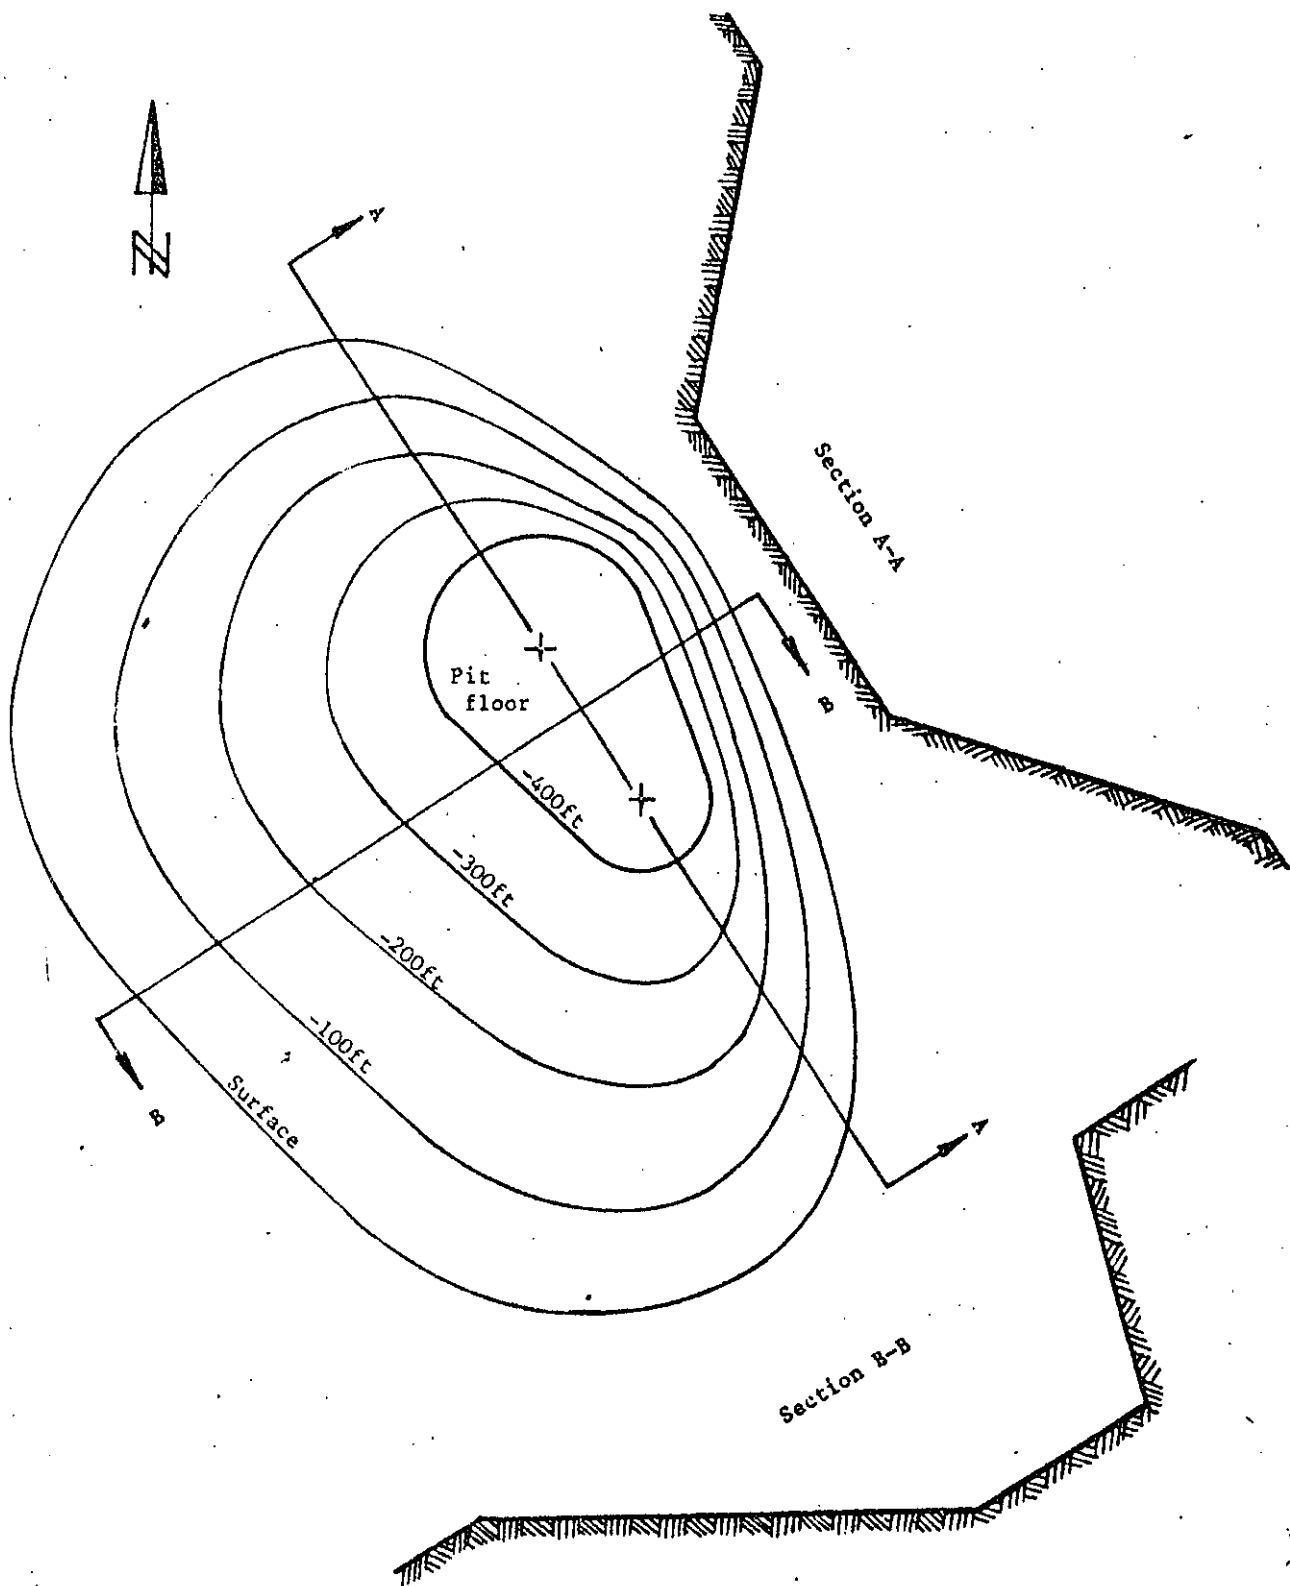 N
A
Section A-A
Pit
floor
B
-400ft
-300ft
-200ft
-100ft
Surface
B
A
Section B-B